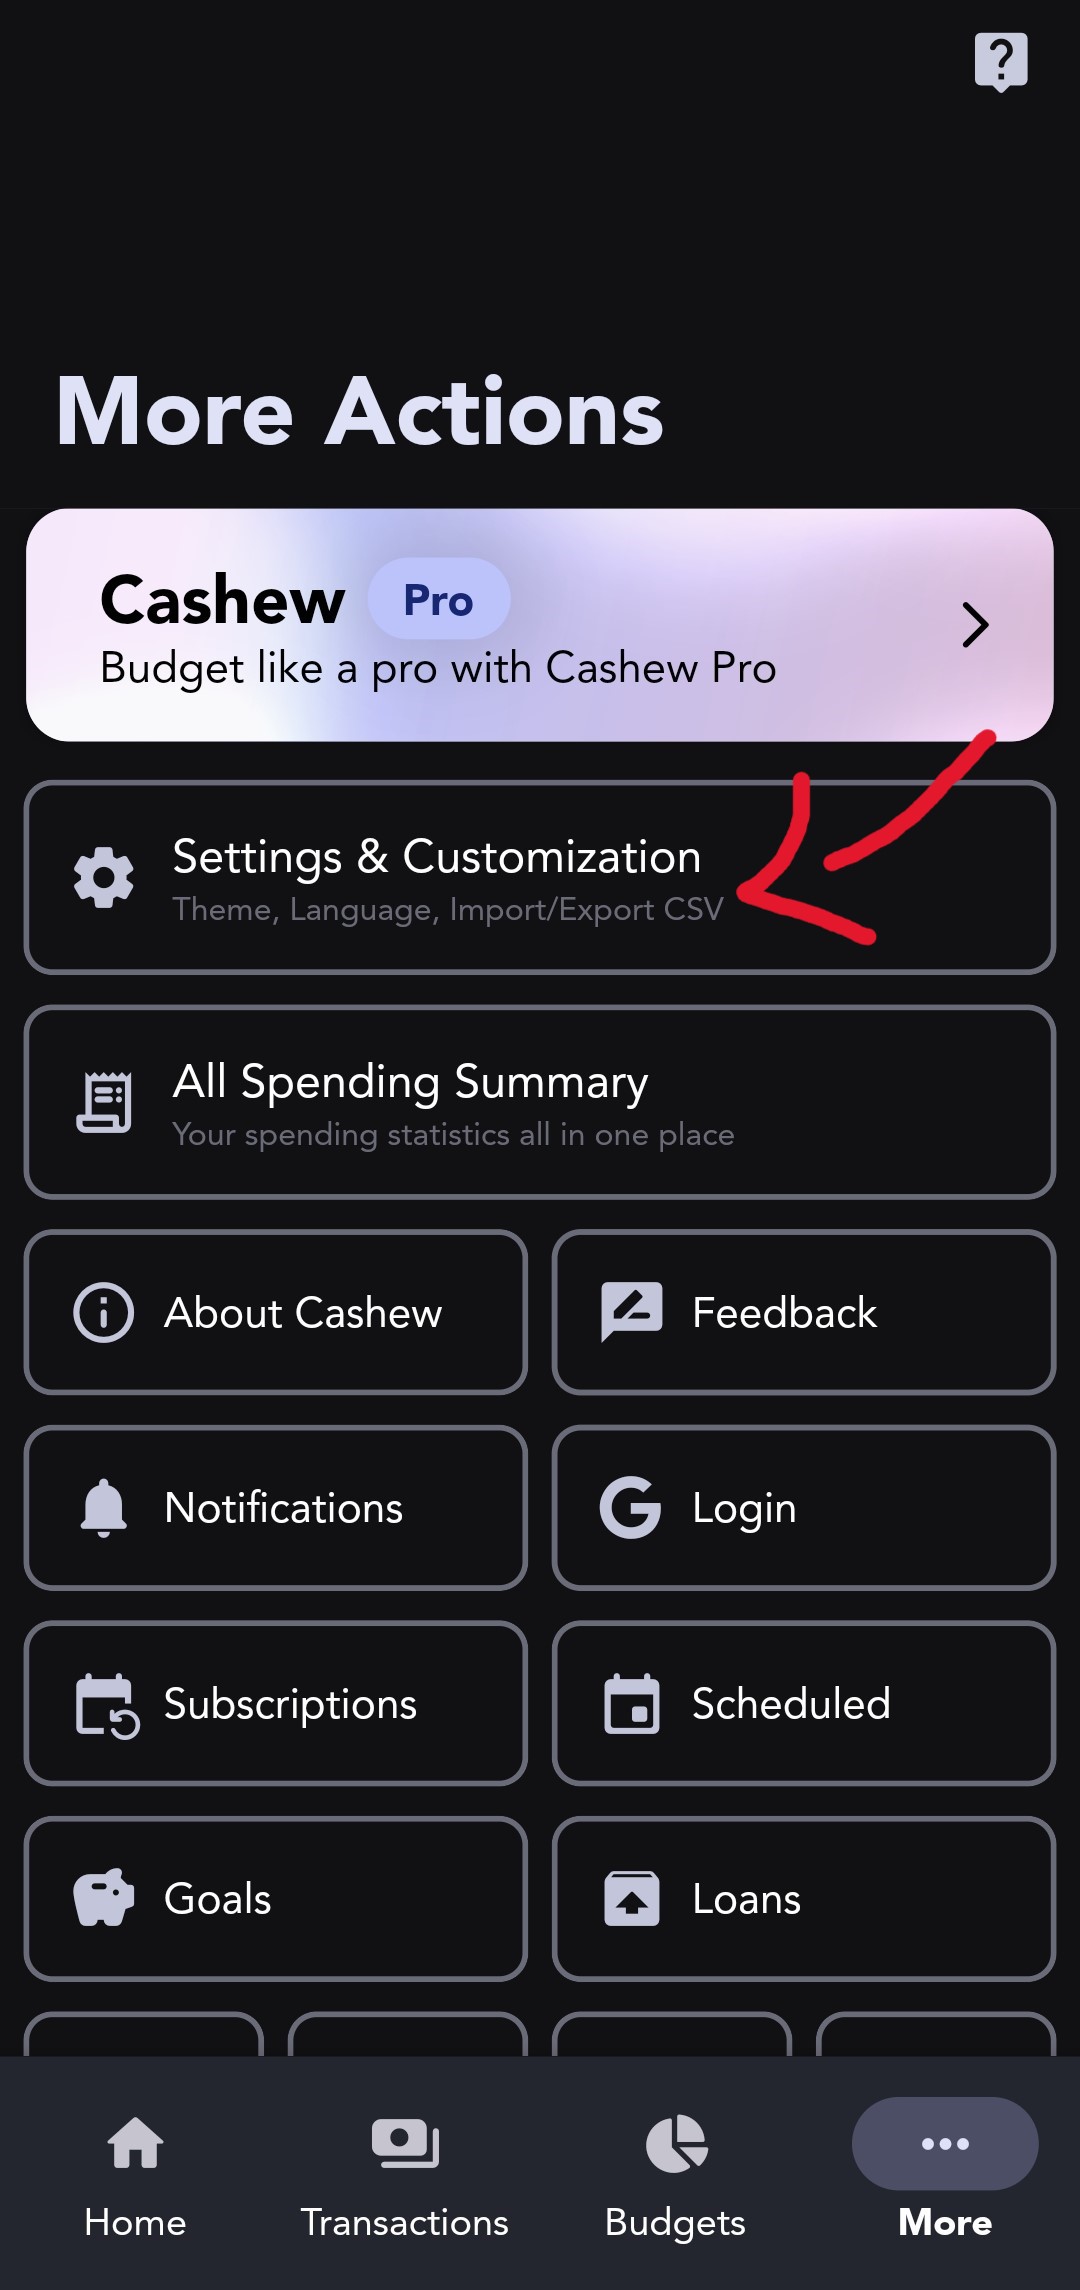 More Actions
Cashew Pro
Budget like a pro with Cashew Pro
Settings & Customization
Theme, Language, Import/Export CSV
All Spending Summary
Your spending statistics all in one place
About Cashew
Feedback
Notifications
Login
Subscriptions
Scheduled
Goals
Loans
Home
Transactions
Budgets
More